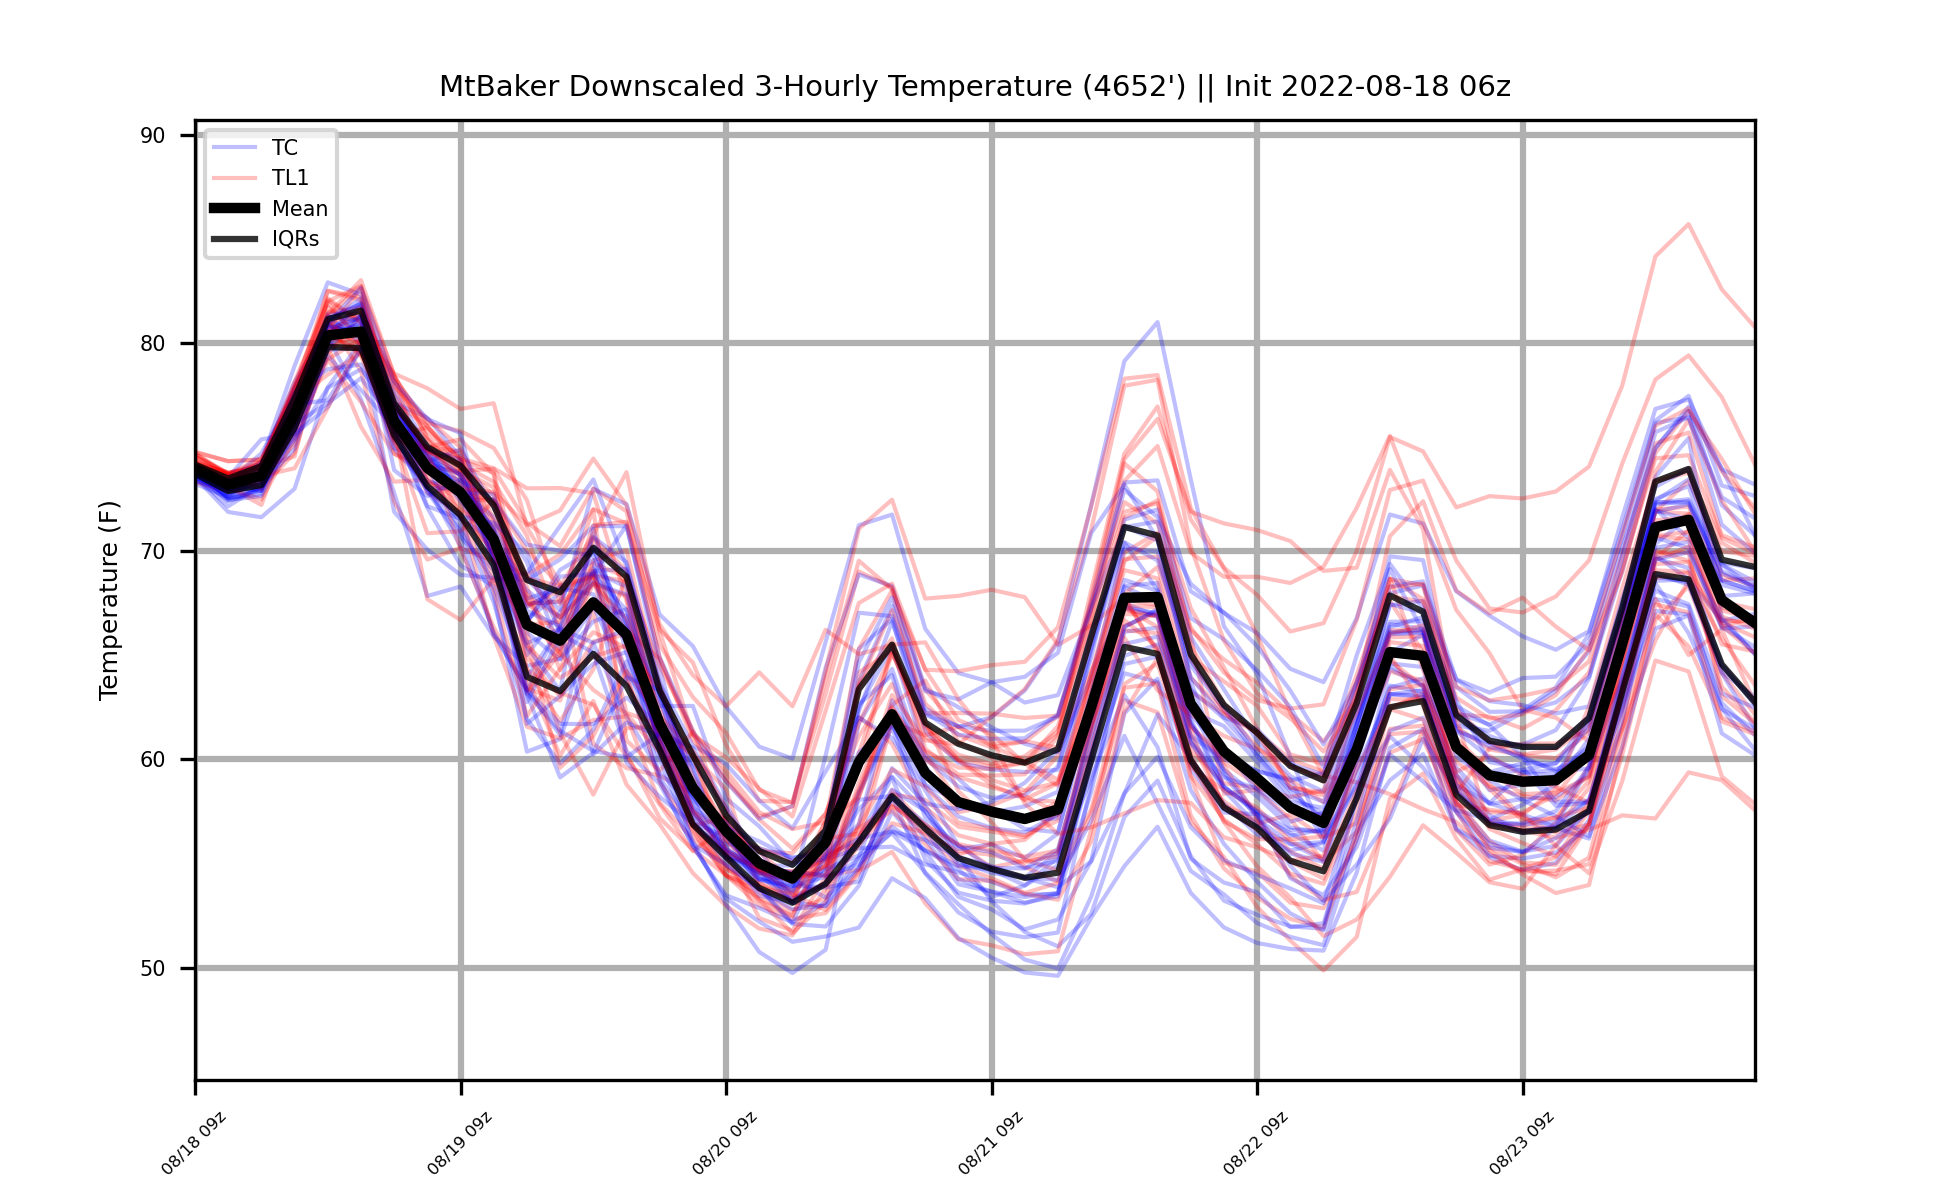 MtBaker Downscaled 3-Hourly Temperature (4652') || Init 2022-08-18 06z
TC
TL1
Mean
IQRs
Temperature (F)
90
80
70
60
50
08/18 09z
08/19 09z
08/20 09z
08/21 09z
08/22 09z
08/23 09z